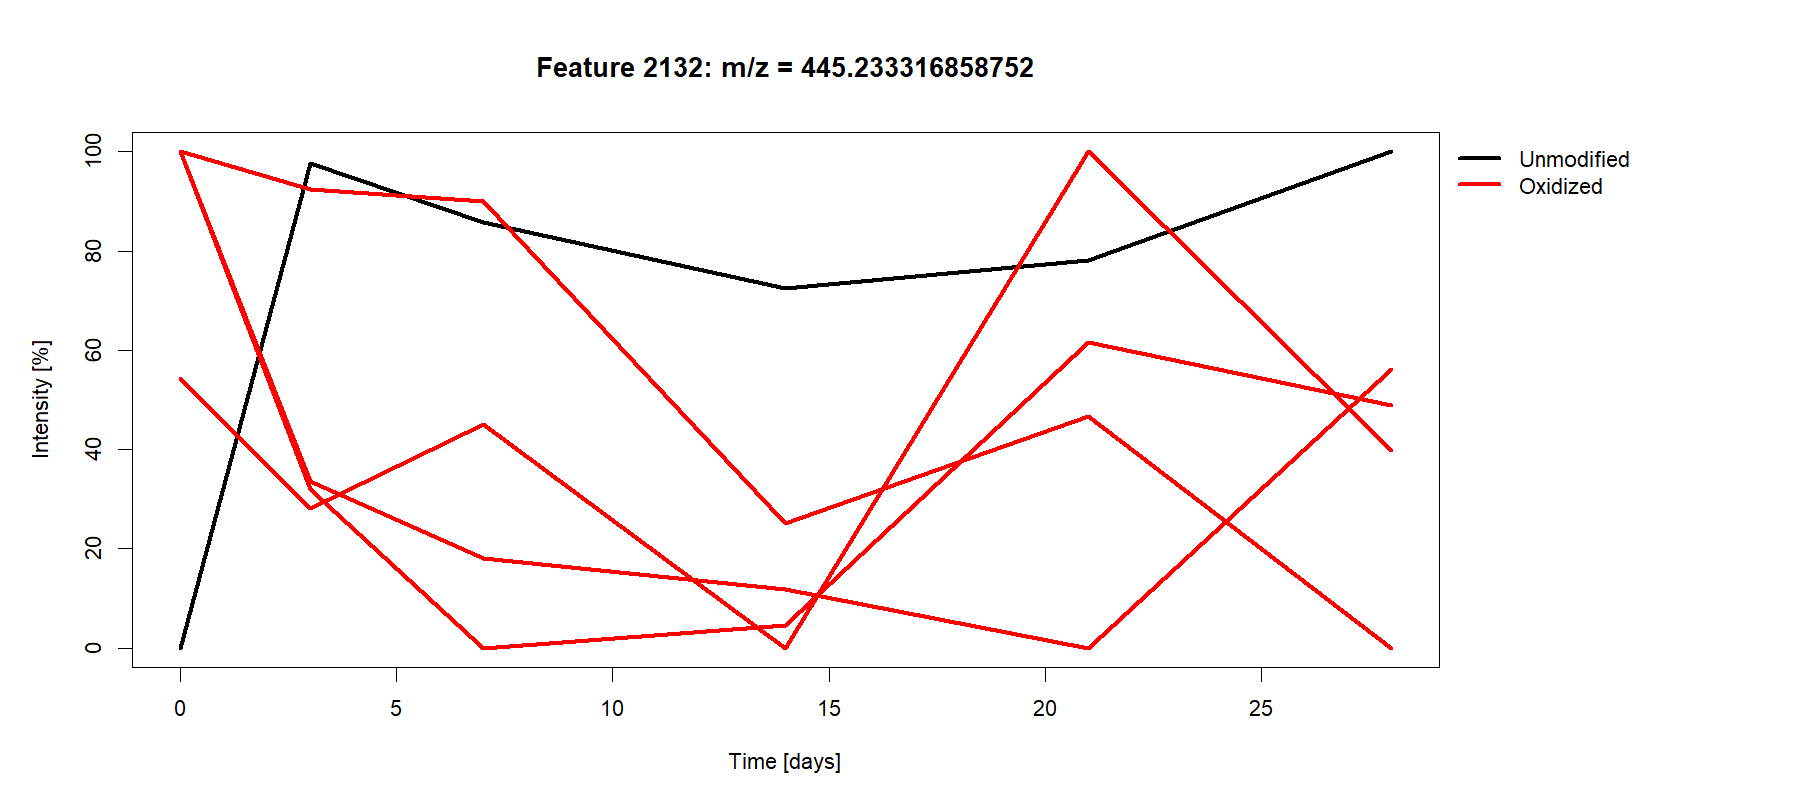 Feature 2132: m/z = 445.233316858752
Unmodified
Oxidized
Intensity [%]
100
80
60
40
20
0
0 5 10 15 20 25
Time [days]